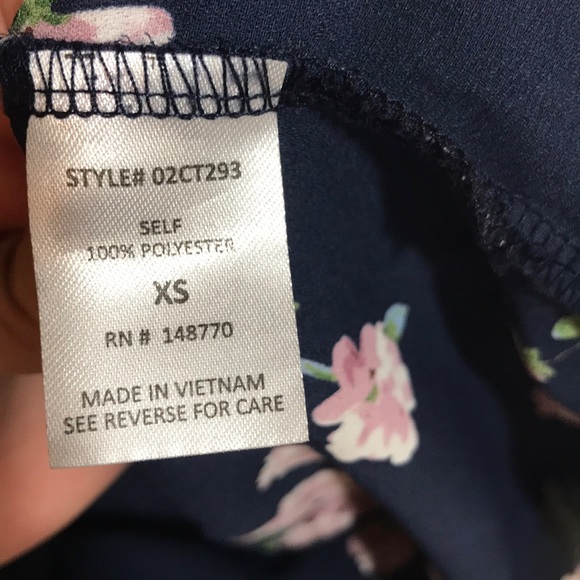 STYLE# 02CT293
SELF
100% POLYESTER
XS
RN # 148770
MADE IN VIETNAM
SEE REVERSE FOR CARE